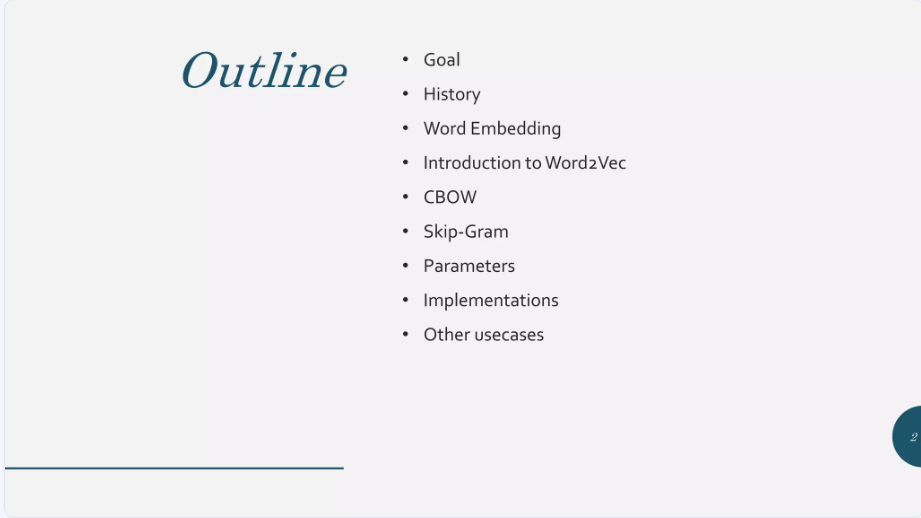 Outline
• Goal
• History
• Word Embedding
• Introduction to Word2Vec
• CBOW
• Skip-Gram
• Parameters
• Implementations
• Other usecases
2